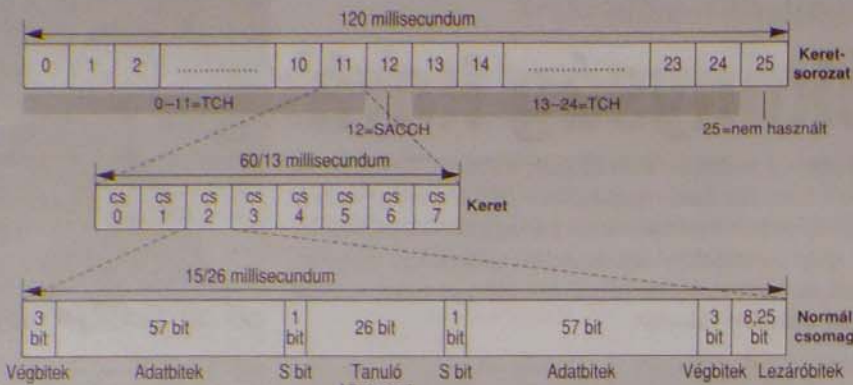 120 millisecundum
0 1 2 .............. 10 11 12 13 14 ................ 23 24 25
Keret-
sorozat
0–11=TCH
13–24=TCH
12=SACCH
25=nem használt
60/13 millisecundum
CS CS CS CS CS CS CS CS
0 1 2 3 4 5 6 7
Keret
15/26 millisecundum
3 bit
57 bit
1 bit
26 bit
1 bit
57 bit
3 bit
8,25 bit
Normál
csomag
Végbitek Adatbitek S bit Tanuló S bit Adatbitek Végbitek Lezáróbitek